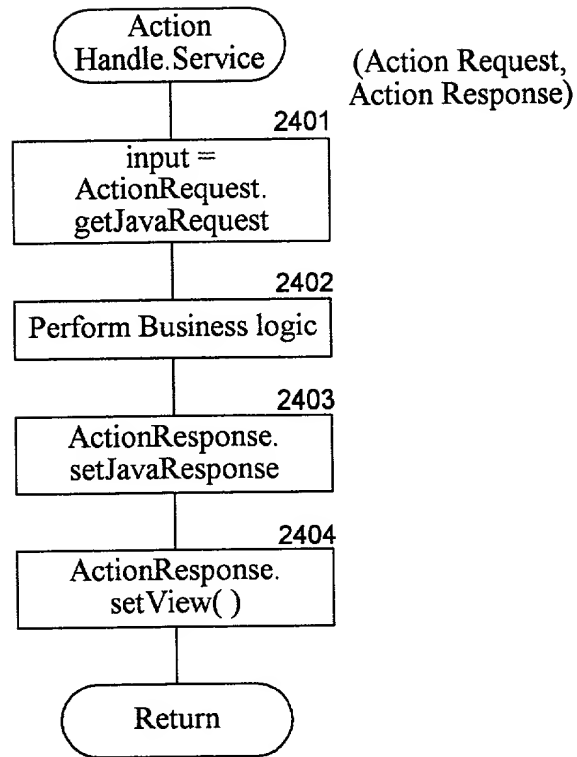 Action
Handle.Service
(Action Request,
Action Response)
2401
input =
ActionRequest.
getJavaRequest
2402
Perform Business logic
2403
ActionResponse.
setJavaResponse
2404
ActionResponse.
setView( )
Return